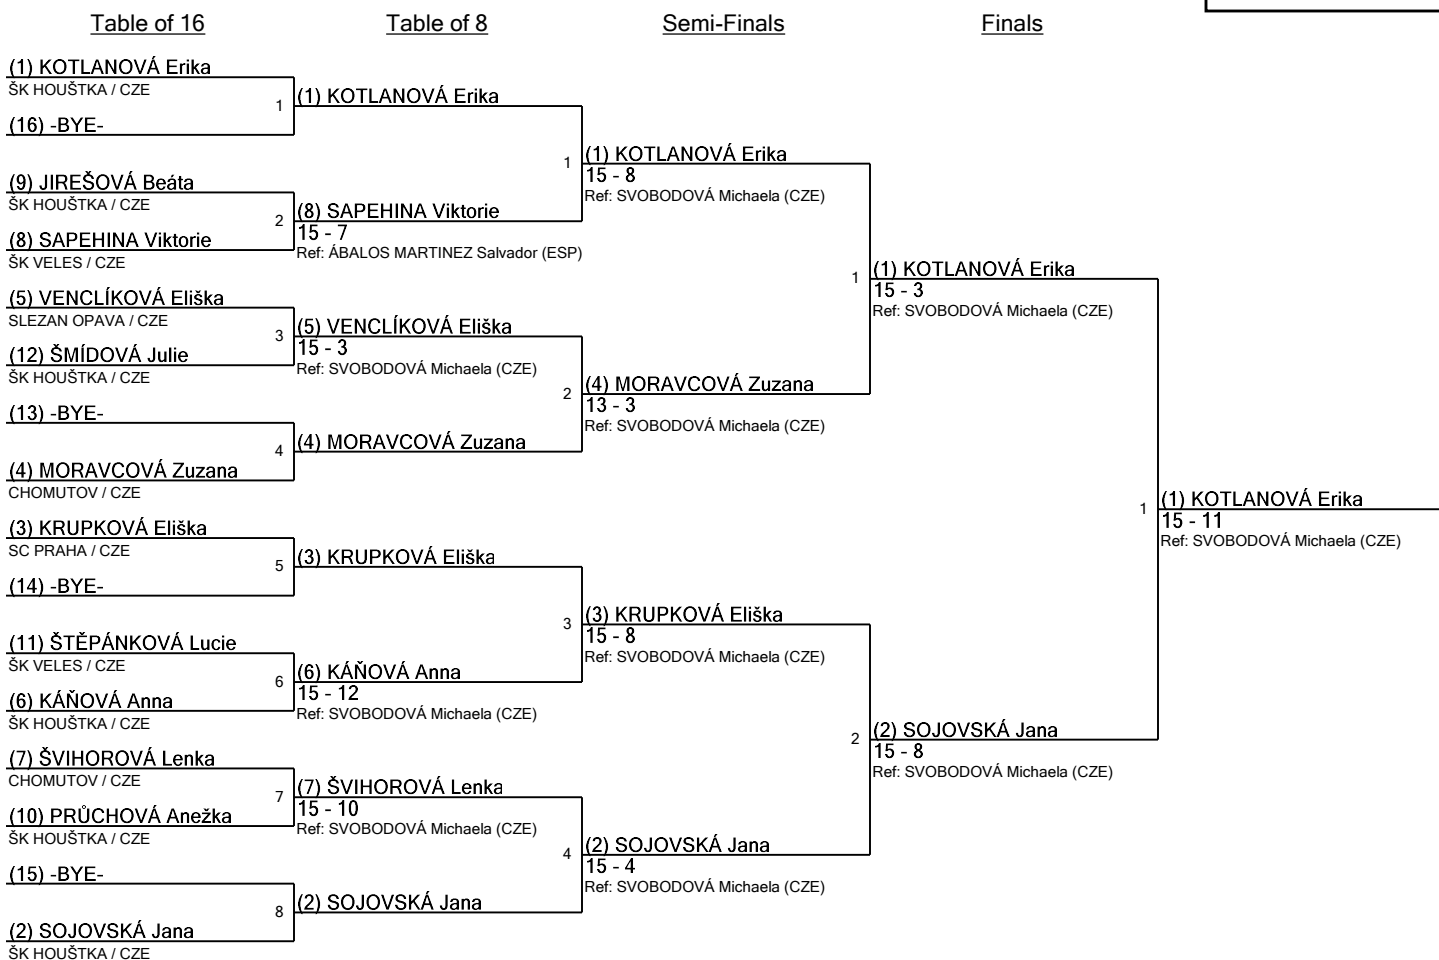 Table of 16
Table of 8
Semi-Finals
Finals
(1) KOTLANOVÁ Erika
ŠK HOUŠTKA / CZE
1
(16) -BYE-
(9) JIREŠOVÁ Beáta
ŠK HOUŠTKA / CZE
2
(8) SAPEHINA Viktorie
ŠK VELES / CZE
(5) VENCLÍKOVÁ Eliška
SLEZAN OPAVA / CZE
3
(12) ŠMÍDOVÁ Julie
ŠK HOUŠTKA / CZE
(13) -BYE-
4
(4) MORAVCOVÁ Zuzana
CHOMUTOV / CZE
(3) KRUPKOVÁ Eliška
SC PRAHA / CZE
5
(14) -BYE-
(11) ŠTĚPÁNKOVÁ Lucie
ŠK VELES / CZE
6
(6) KÁŇOVÁ Anna
ŠK HOUŠTKA / CZE
(7) ŠVIHOROVÁ Lenka
CHOMUTOV / CZE
7
(10) PRŮCHOVÁ Anežka
ŠK HOUŠTKA / CZE
(15) -BYE-
8
(2) SOJOVSKÁ Jana
ŠK HOUŠTKA / CZE
(1) KOTLANOVÁ Erika
1
(8) SAPEHINA Viktorie
15 - 7
Ref: ÁBALOS MARTINEZ Salvador (ESP)
(5) VENCLÍKOVÁ Eliška
15 - 3
Ref: SVOBODOVÁ Michaela (CZE)
2
(4) MORAVCOVÁ Zuzana
(3) KRUPKOVÁ Eliška
3
(6) KÁŇOVÁ Anna
15 - 12
Ref: SVOBODOVÁ Michaela (CZE)
(7) ŠVIHOROVÁ Lenka
15 - 10
Ref: SVOBODOVÁ Michaela (CZE)
4
(2) SOJOVSKÁ Jana
(1) KOTLANOVÁ Erika
15 - 8
Ref: SVOBODOVÁ Michaela (CZE)
1
(4) MORAVCOVÁ Zuzana
13 - 3
Ref: SVOBODOVÁ Michaela (CZE)
(3) KRUPKOVÁ Eliška
15 - 8
Ref: SVOBODOVÁ Michaela (CZE)
2
(2) SOJOVSKÁ Jana
15 - 4
Ref: SVOBODOVÁ Michaela (CZE)
(1) KOTLANOVÁ Erika
15 - 3
Ref: SVOBODOVÁ Michaela (CZE)
1
(2) SOJOVSKÁ Jana
15 - 8
Ref: SVOBODOVÁ Michaela (CZE)
(1) KOTLANOVÁ Erika
15 - 11
Ref: SVOBODOVÁ Michaela (CZE)